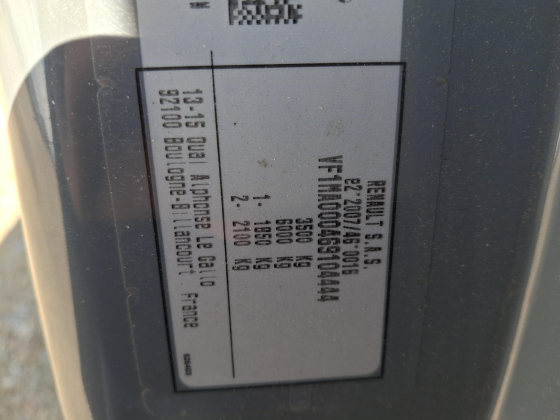 RENAULT S.A.S.
e2*2007/46*0016
VF1MA000469104444
3500 Kg
6000 Kg
1- 1850 Kg
2- 2100 Kg
13-15 Quai Alphonse Le Gallo
92100 Boulogne-Billancourt France